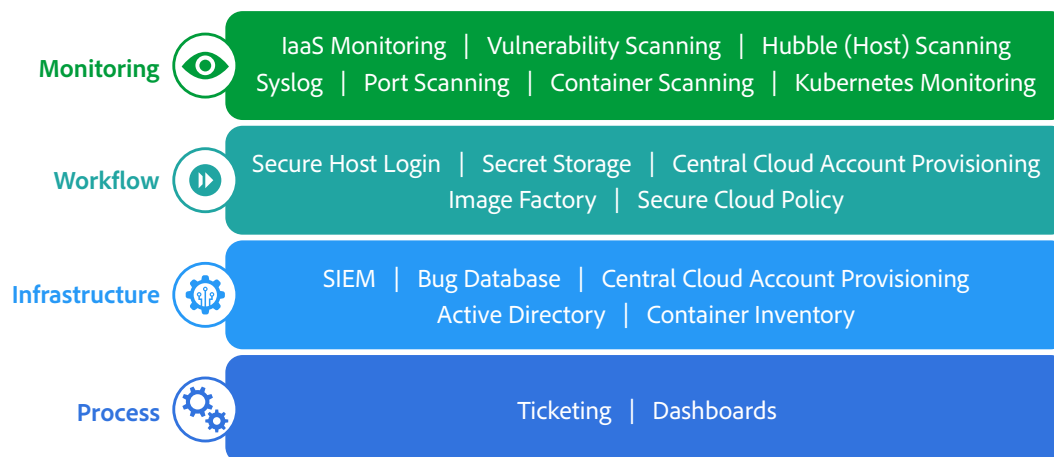 Monitoring
IaaS Monitoring | Vulnerability Scanning | Hubble (Host) Scanning
Syslog | Port Scanning | Container Scanning | Kubernetes Monitoring
Workflow
Secure Host Login | Secret Storage | Central Cloud Account Provisioning
Image Factory | Secure Cloud Policy
Infrastructure
SIEM | Bug Database | Central Cloud Account Provisioning
Active Directory | Container Inventory
Process
Ticketing | Dashboards